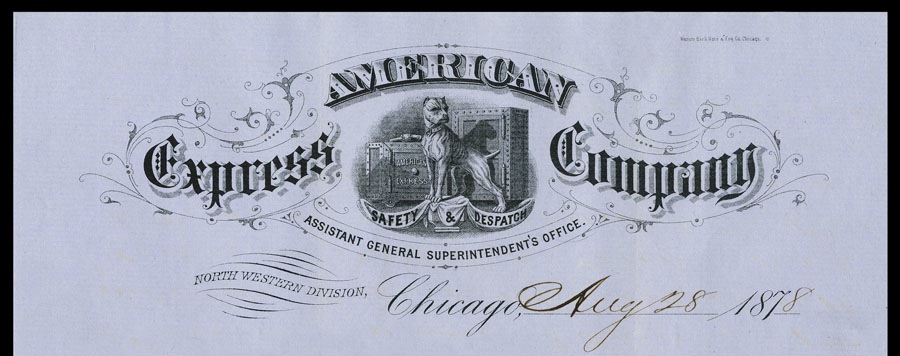 AMERICAN
Express Company
AMERICAN
EXPRESS
SAFETY & DESPATCH
ASSISTANT GENERAL SUPERINTENDENT'S OFFICE.
NORTH WESTERN DIVISION,
Chicago, Aug 28 1878